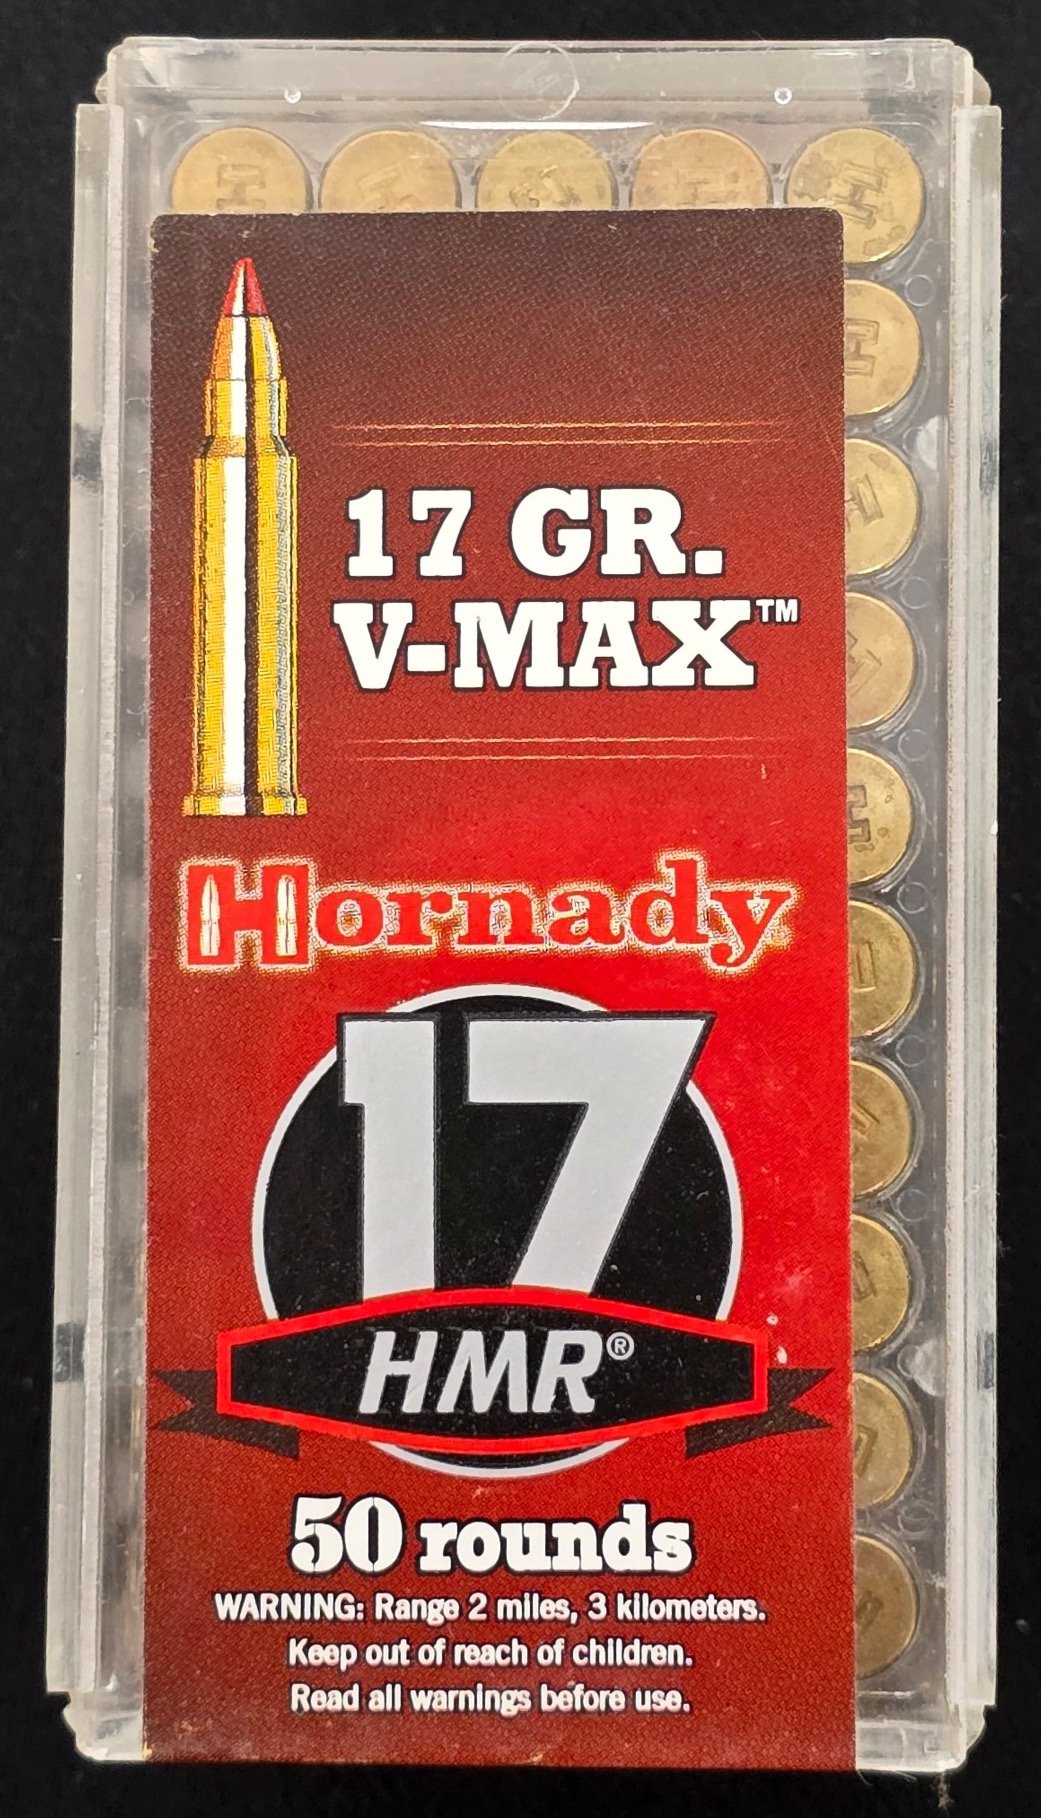 17 GR.
V-MAX™
Hornady
17
HMR®
50 rounds
WARNING: Range 2 miles, 3 kilometers.
Keep out of reach of children.
Read all warnings before use.